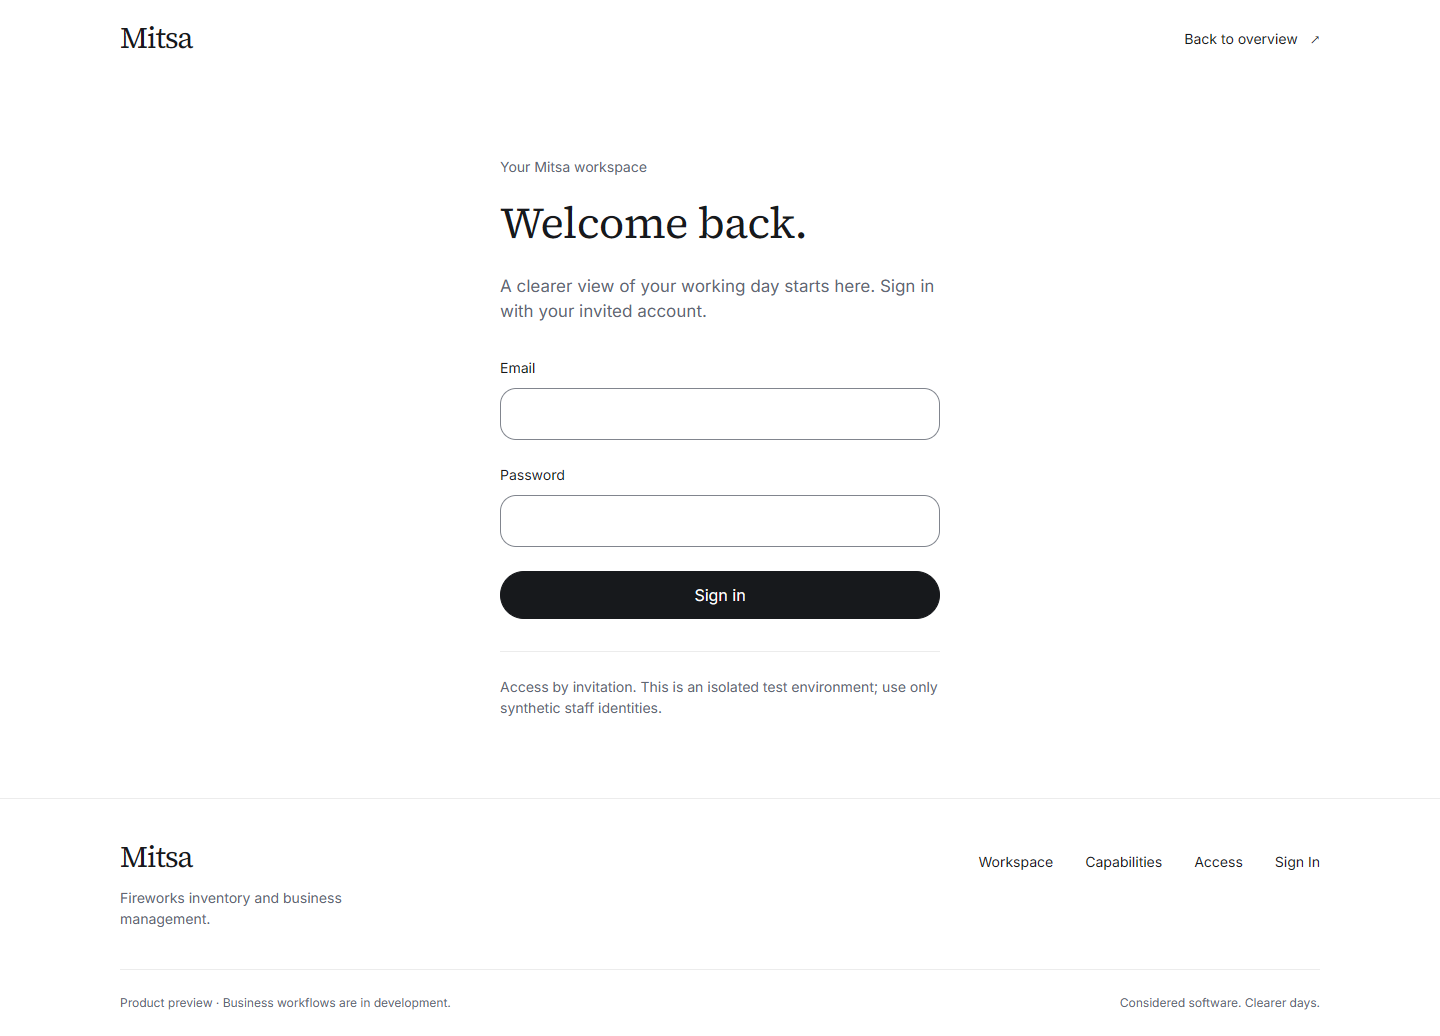 Mitsa
Back to overview ↗
Your Mitsa workspace
Welcome back.
A clearer view of your working day starts here. Sign in
with your invited account.
Email
Password
Sign in
Access by invitation. This is an isolated test environment; use only
synthetic staff identities.
Mitsa
Workspace Capabilities Access Sign In
Fireworks inventory and business
management.
Product preview · Business workflows are in development.
Considered software. Clearer days.